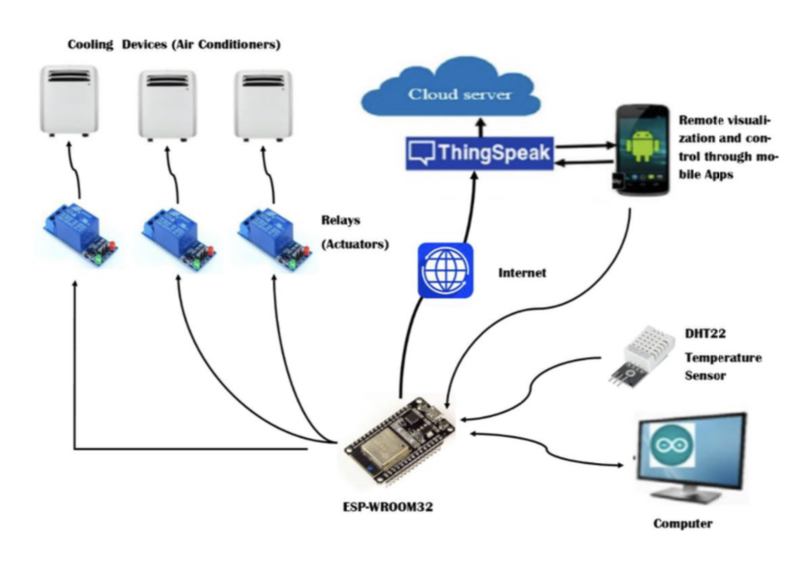 Cooling Devices (Air Conditioners)
Cloud server
ThingSpeak
Remote visuali-
zation and con-
trol through mo-
bile Apps
Relays
(Actuators)
Internet
DHT22
Temperature
Sensor
ESP-WROOM32
Computer